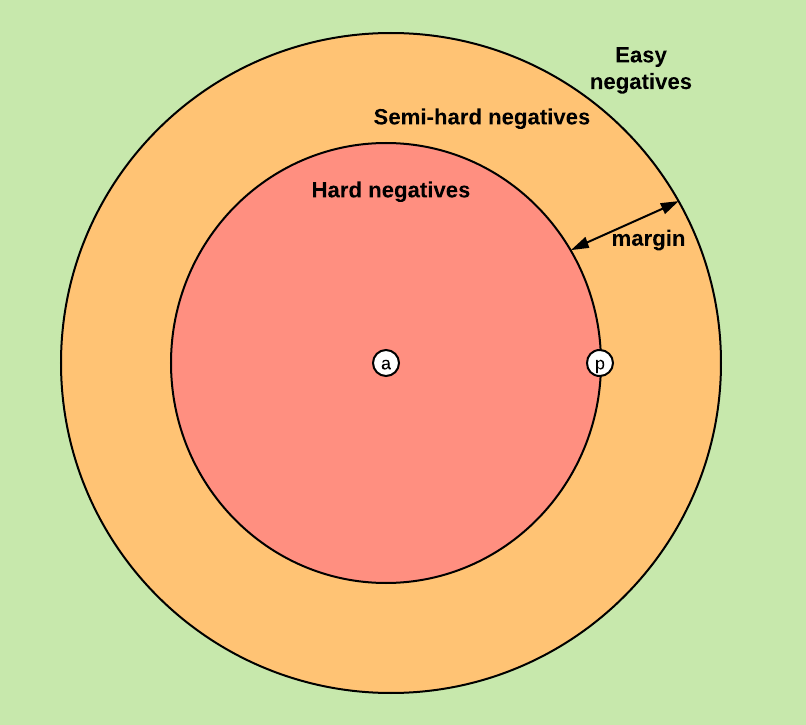 Easy
negatives
Semi-hard negatives
Hard negatives
margin
a
p